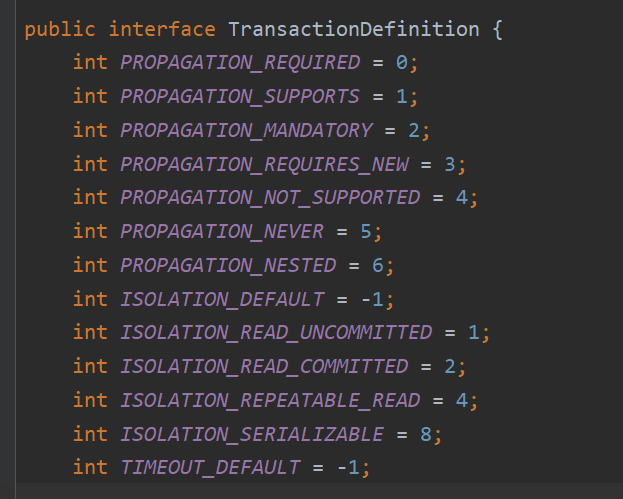 public interface TransactionDefinition {
int PROPAGATION_REQUIRED = 0;
int PROPAGATION_SUPPORTS = 1;
int PROPAGATION_MANDATORY = 2;
int PROPAGATION_REQUIRES_NEW = 3;
int PROPAGATION_NOT_SUPPORTED = 4;
int PROPAGATION_NEVER = 5;
int PROPAGATION_NESTED = 6;
int ISOLATION_DEFAULT = -1;
int ISOLATION_READ_UNCOMMITTED = 1;
int ISOLATION_READ_COMMITTED = 2;
int ISOLATION_REPEATABLE_READ = 4;
int ISOLATION_SERIALIZABLE = 8;
int TIMEOUT_DEFAULT = -1;